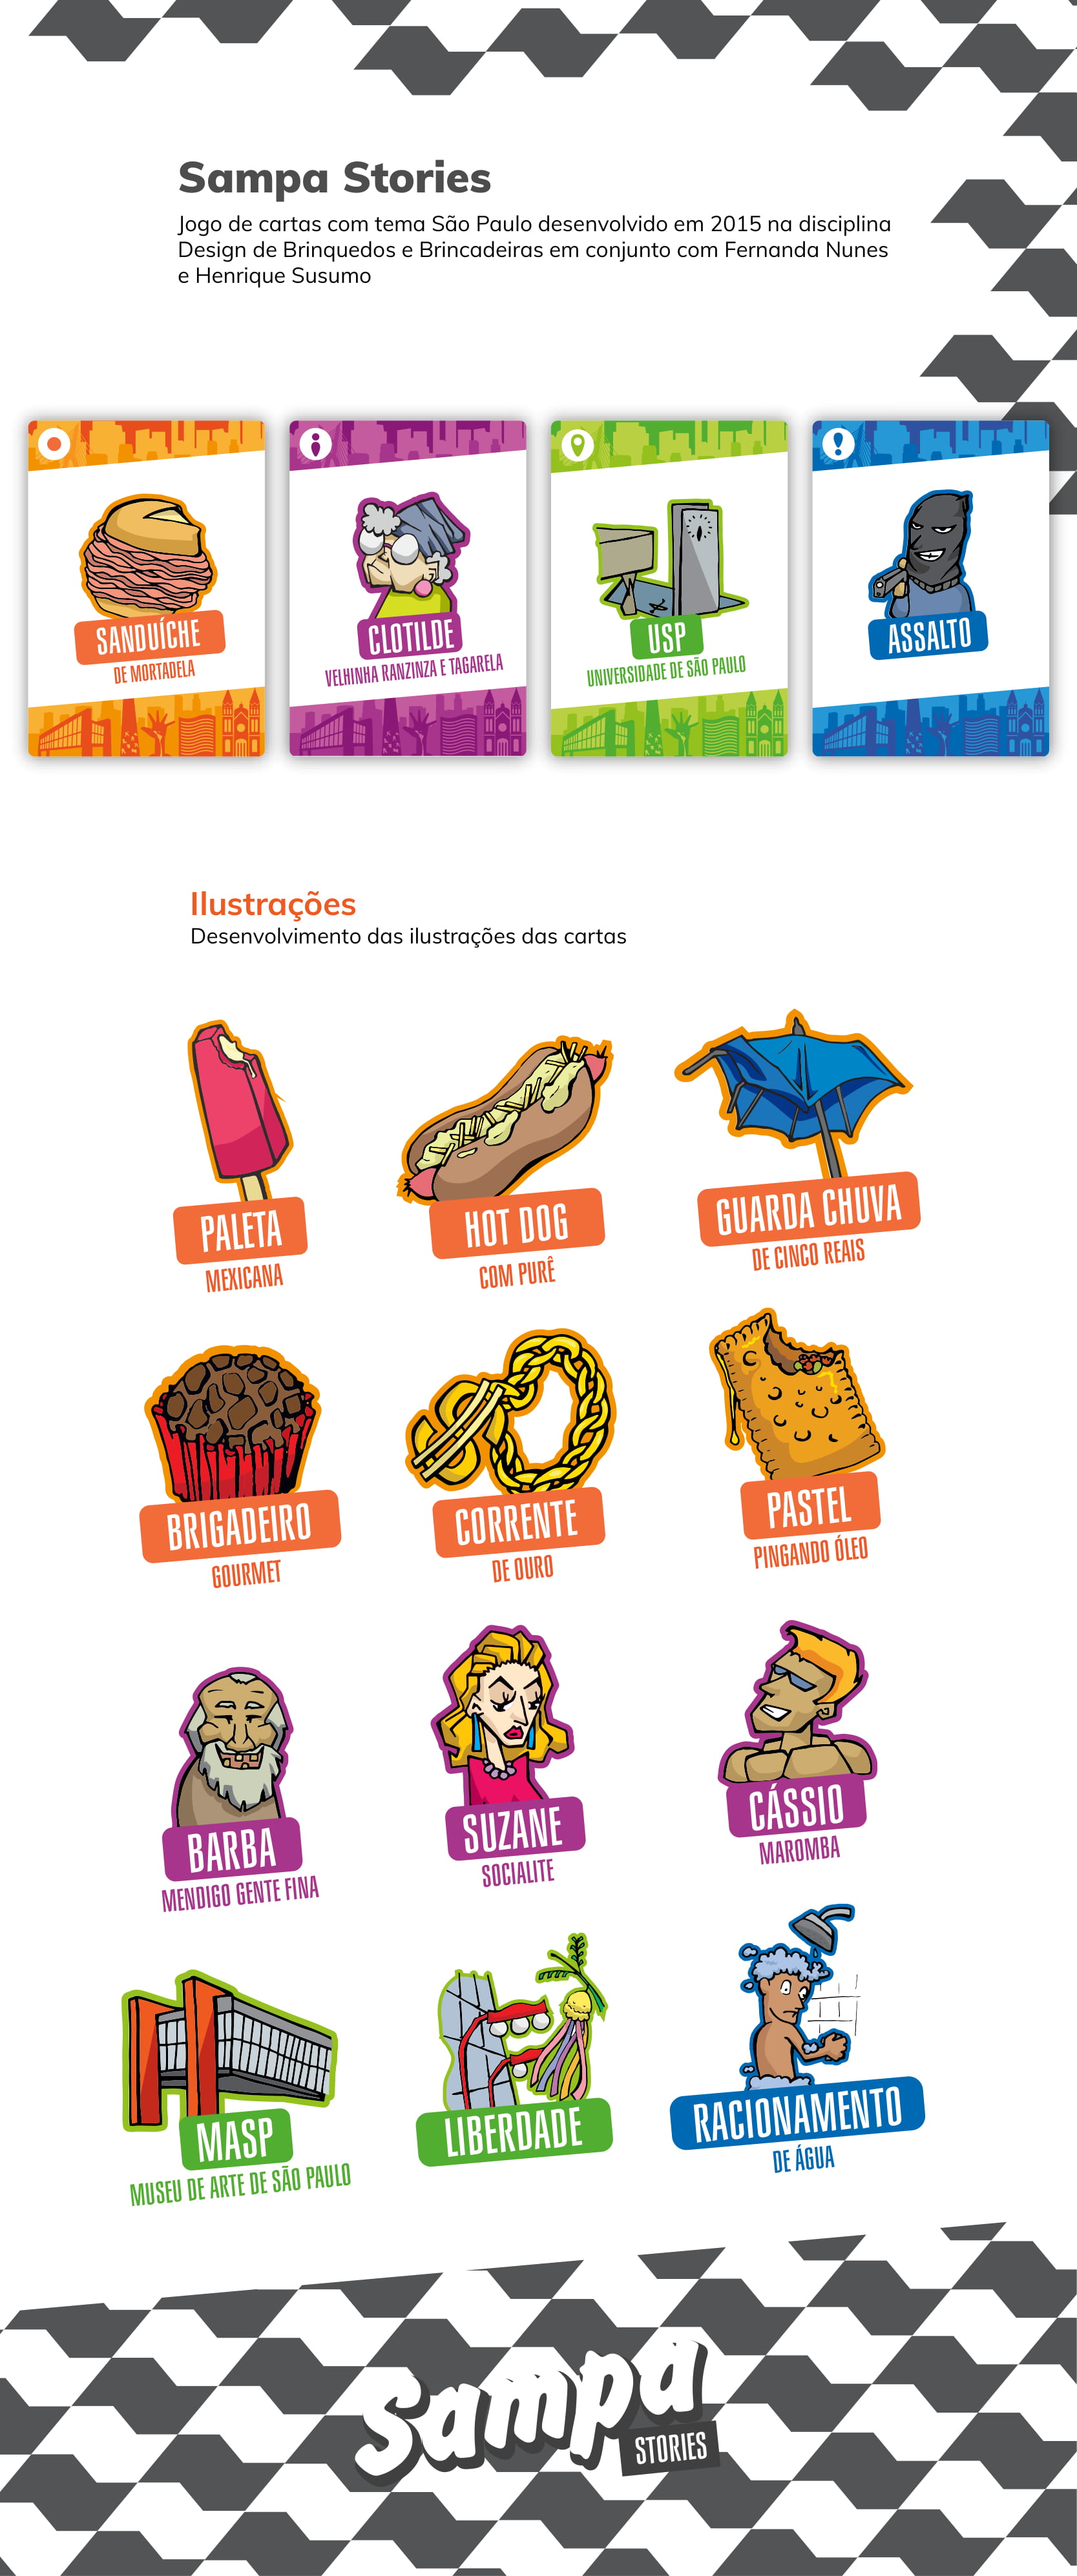 Sampa Stories
Jogo de cartas com tema São Paulo desenvolvido em 2015 na disciplina
Design de Brinquedos e Brincadeiras em conjunto com Fernanda Nunes
e Henrique Susumo
SANDUÍCHE
DE MORTADELA
CLOTILDE
VELHINHA RANZINZA E TAGARELA
USP
UNIVERSIDADE DE SÃO PAULO
ASSALTO
Ilustrações
Desenvolvimento das ilustrações das cartas
PALETA
MEXICANA
HOT DOG
COM PURÊ
GUARDA CHUVA
DE CINCO REAIS
BRIGADEIRO
GOURMET
CORRENTE
DE OURO
PASTEL
PINGANDO ÓLEO
BARBA
MENDIGO GENTE FINA
SUZANE
SOCIALITE
CÁSSIO
MAROMBA
MASP
MUSEU DE ARTE DE SÃO PAULO
LIBERDADE
RACIONAMENTO
DE ÁGUA
Sampa
STORIES